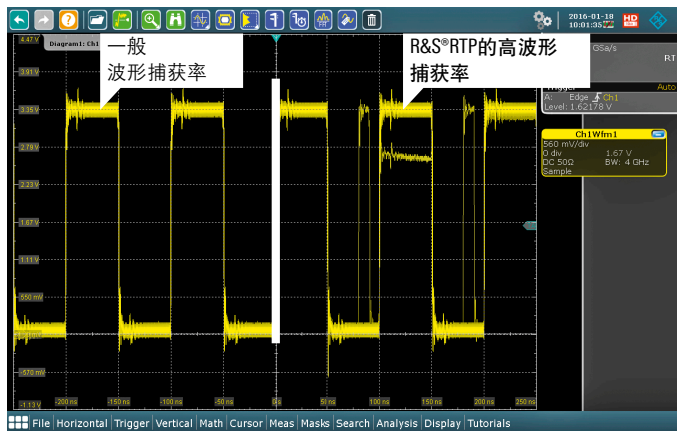 2016-01-18
10:01:35
HD
4.47 V
Diagram1: Ch1
一般
波形捕获率
R&S®RTP的高波形
捕获率
GSa/s
RT
3.91 V
Trigger
Auto
A: Edge Ch1
Level: 1.62178 V
3.35 V
Ch1Wfm1
560 mV/div
0 div 1.67 V
DC 50Ω BW: 4 GHz
Sample
2.79 V
2.23 V
1.67 V
1.11 V
550 mV
-570 mV
-1.13 V
-200 ns -150 ns -100 ns -50 ns 0 s 50 ns 100 ns 150 ns 200 ns 250 ns
File Horizontal Trigger Vertical Math Cursor Meas Masks Search Analysis Display Tutorials